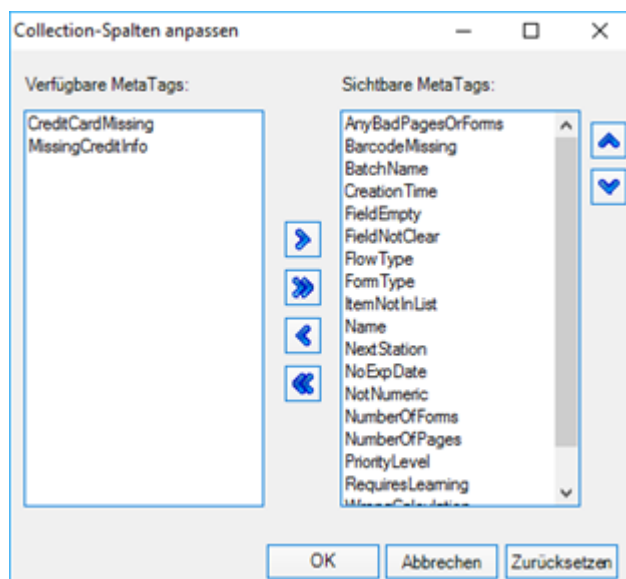 Collection-Spalten anpassen
Verfügbare MetaTags:
CreditCardMissing
MissingCreditInfo
Sichtbare MetaTags:
AnyBadPagesOrForms
BarcodeMissing
BatchName
CreationTime
FieldEmpty
FieldNotClear
FlowType
FormType
ItemNotInList
Name
NextStation
NoExpDate
NotNumeric
NumberOfForms
NumberOfPages
PriorityLevel
RequiresLearning
WrongCalculation
OK
Abbrechen
Zurücksetzen